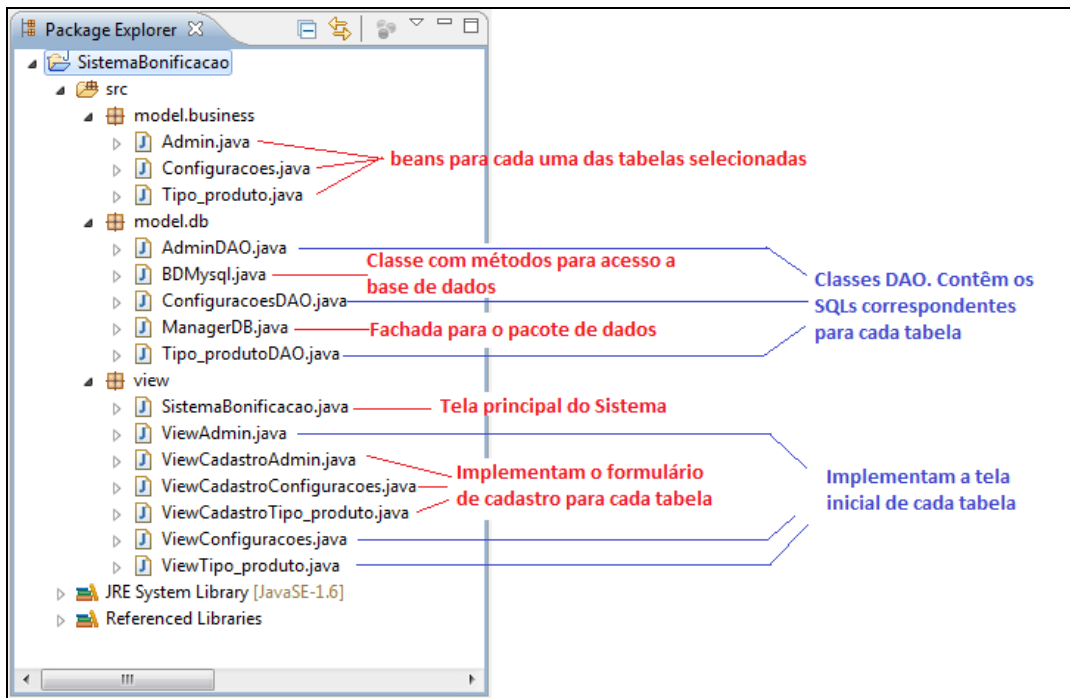 Package Explorer
SistemaBonificacao
src
model.business
Admin.java
Configuracoes.java
Tipo_produto.java
beans para cada uma das tabelas selecionadas
model.db
AdminDAO.java
BDMysql.java
ConfiguracoesDAO.java
ManagerDB.java
Tipo_produtoDAO.java
Classe com métodos para acesso a
base de dados
Fachada para o pacote de dados
Classes DAO. Contêm os
SQLs correspondentes
para cada tabela
view
SistemaBonificacao.java
Tela principal do Sistema
ViewAdmin.java
ViewCadastroAdmin.java
ViewCadastroConfiguracoes.java
ViewCadastroTipo_produto.java
ViewConfiguracoes.java
ViewTipo_produto.java
Implementam o formulário
de cadastro para cada tabela
Implementam a tela
inicial de cada tabela
JRE System Library [JavaSE-1.6]
Referenced Libraries